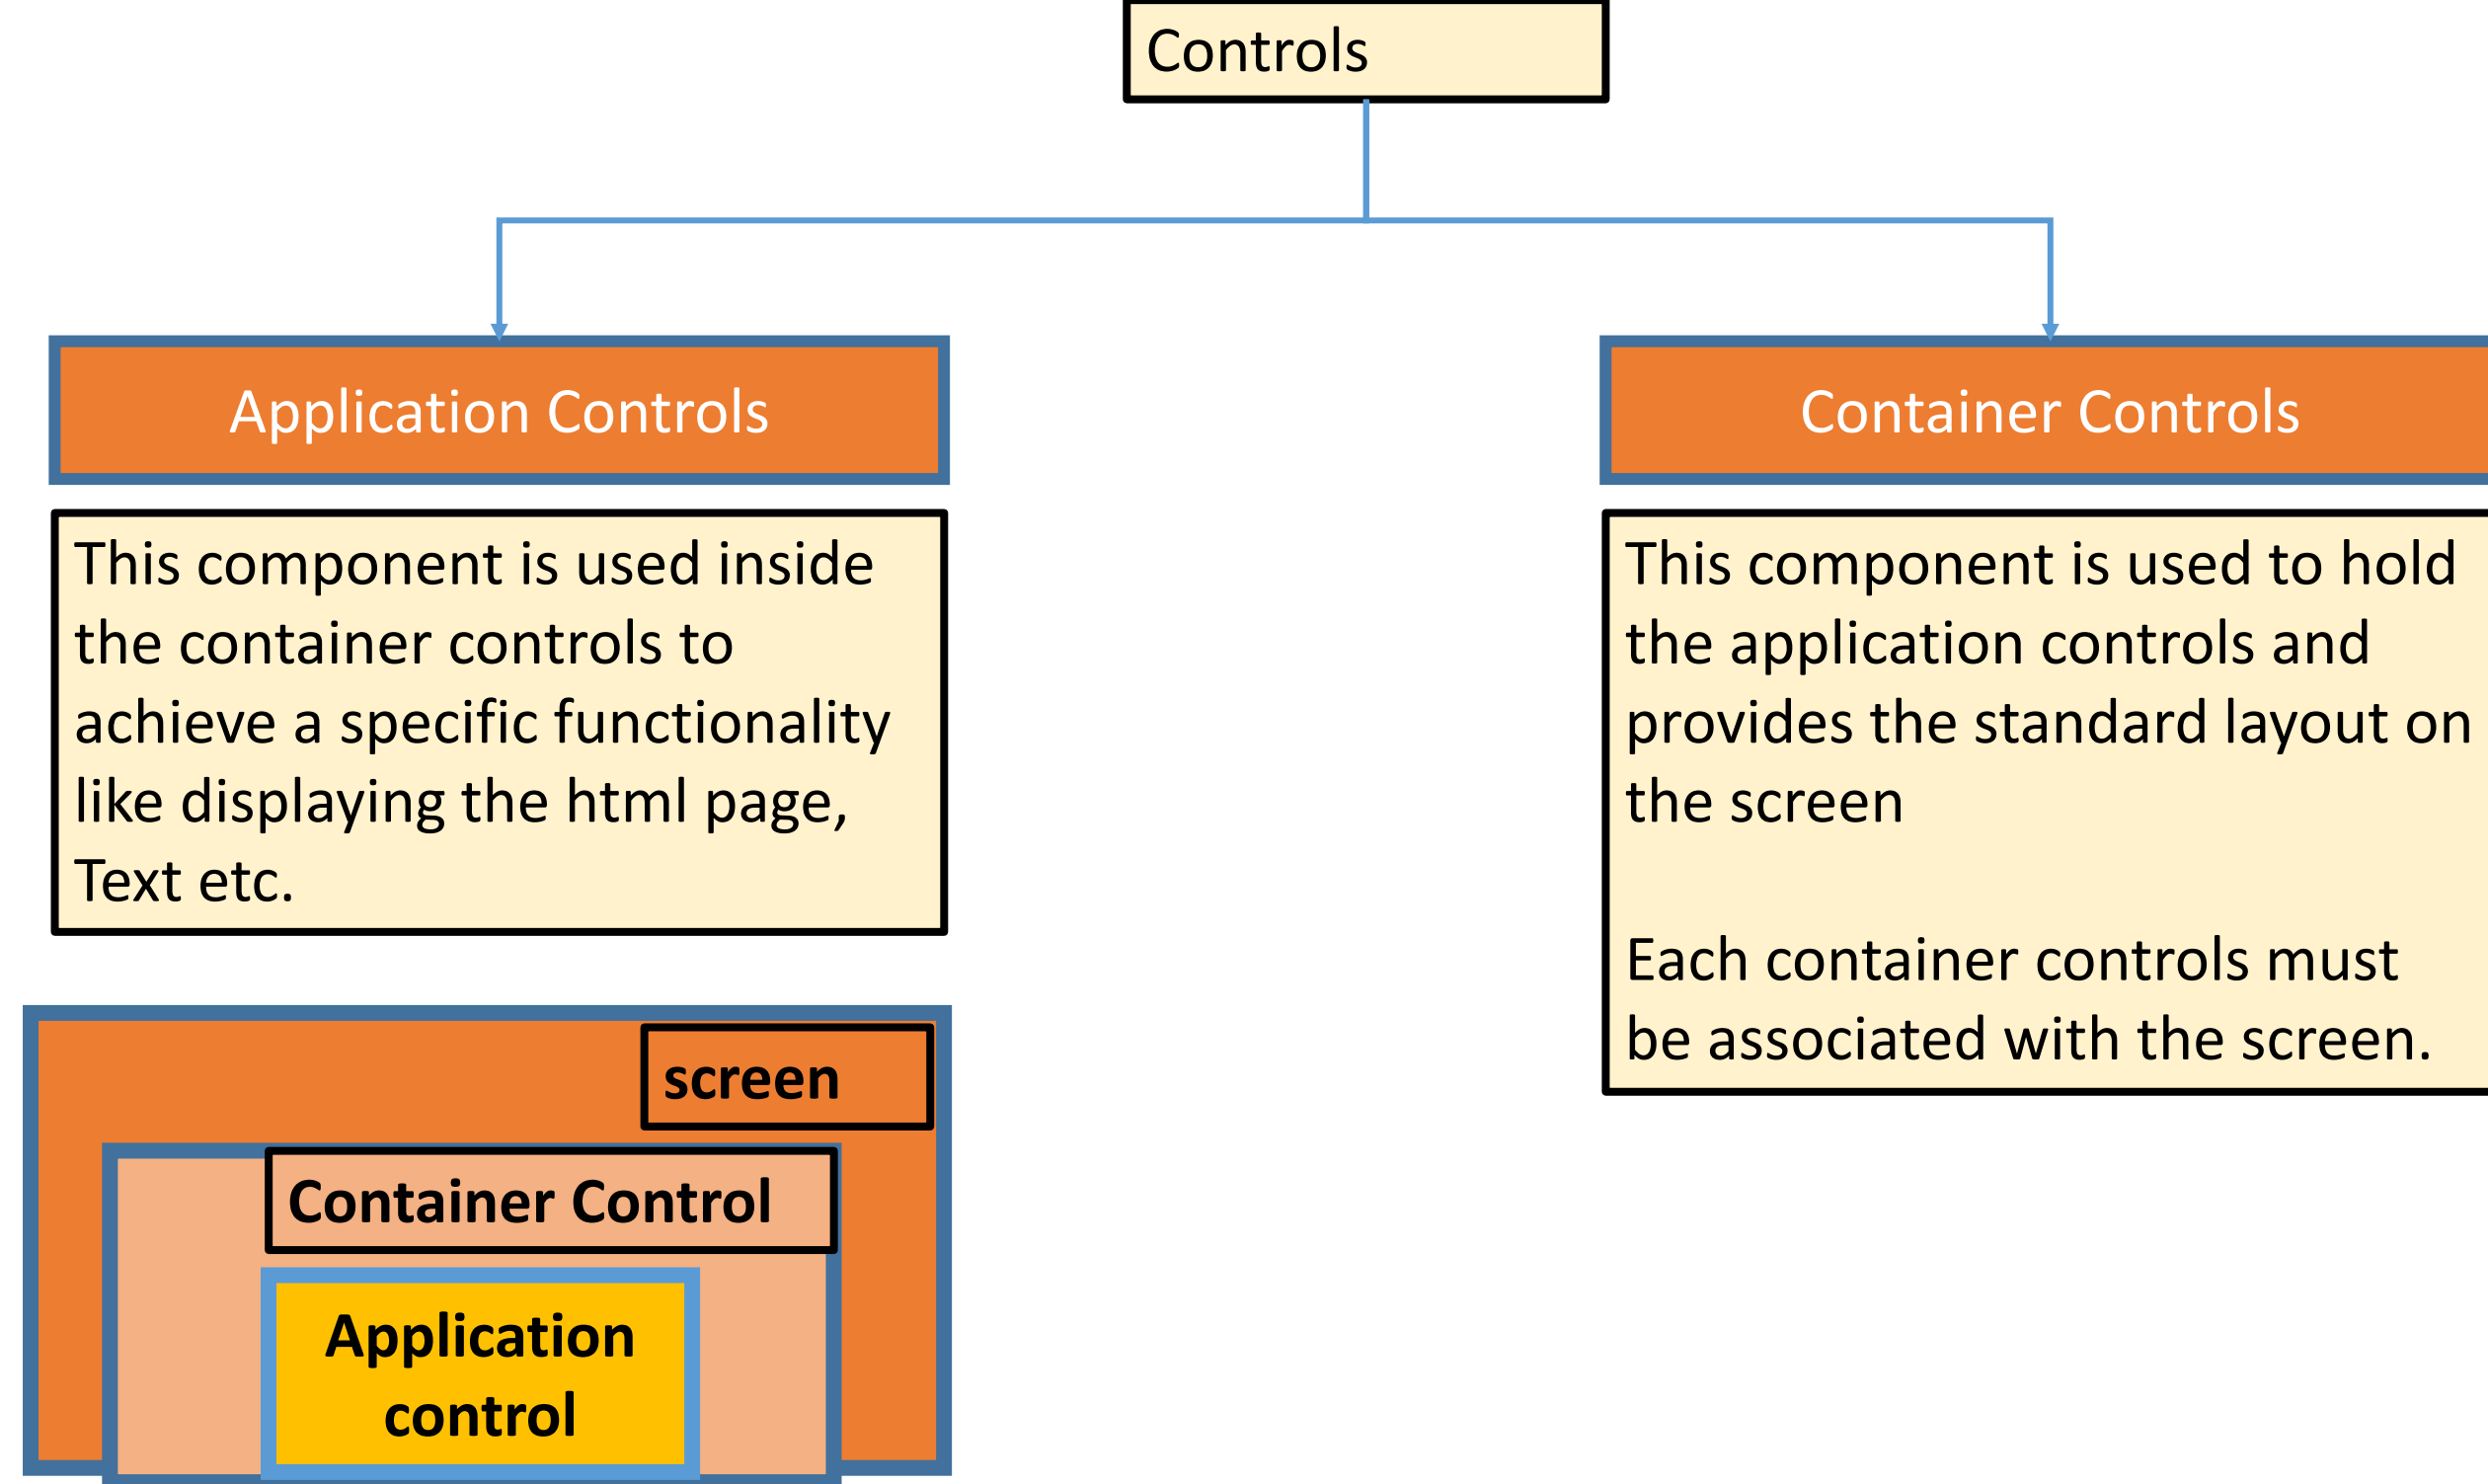 Controls
Application Controls
Container Controls
This component is used inside
the container controls to
achieve a specific functionality
like displaying the html page,
Text etc.
This component is used to hold
the application controls and
provides the standard layout on
the screen
Each container controls must
be associated with the screen.
screen
Container Control
Application
control